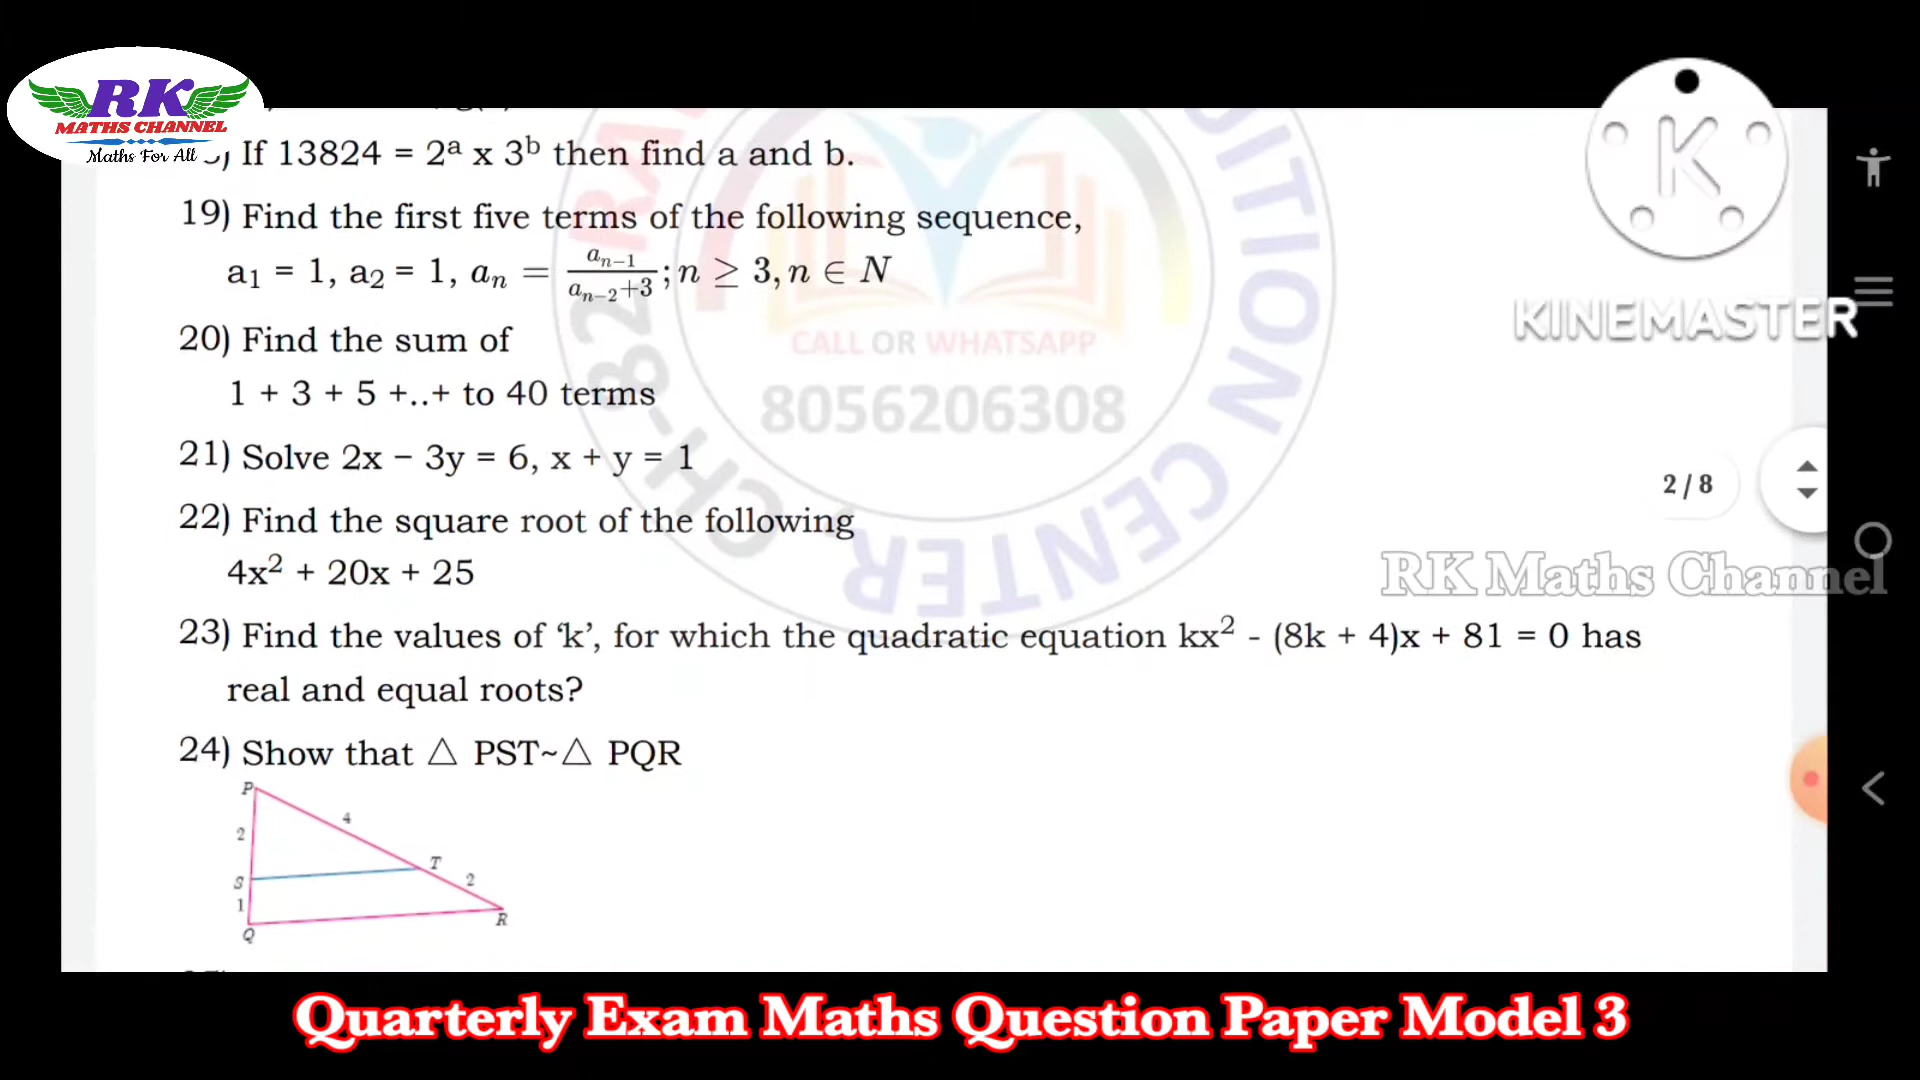 RK
MATHS CHANNEL
Maths For All
If 13824 = 2ᵃ x 3ᵇ then find a and b.
19) Find the first five terms of the following sequence,
a₁ = 1, a₂ = 1, aₙ = aₙ₋₁ / aₙ₋₂+3 ; n ≥ 3, n ∈ N
20) Find the sum of
1 + 3 + 5 +..+ to 40 terms
21) Solve 2x − 3y = 6, x + y = 1
22) Find the square root of the following
4x² + 20x + 25
23) Find the values of ‘k’, for which the quadratic equation kx² - (8k + 4)x + 81 = 0 has
real and equal roots?
24) Show that △ PST~△ PQR
P
4
2
T
S
2
1
R
Q
CALL OR WHATSAPP
8056206308
TUITION CENTER
CH-82
K
KINEMASTER
2 / 8
RK Maths Channel
Quarterly Exam Maths Question Paper Model 3